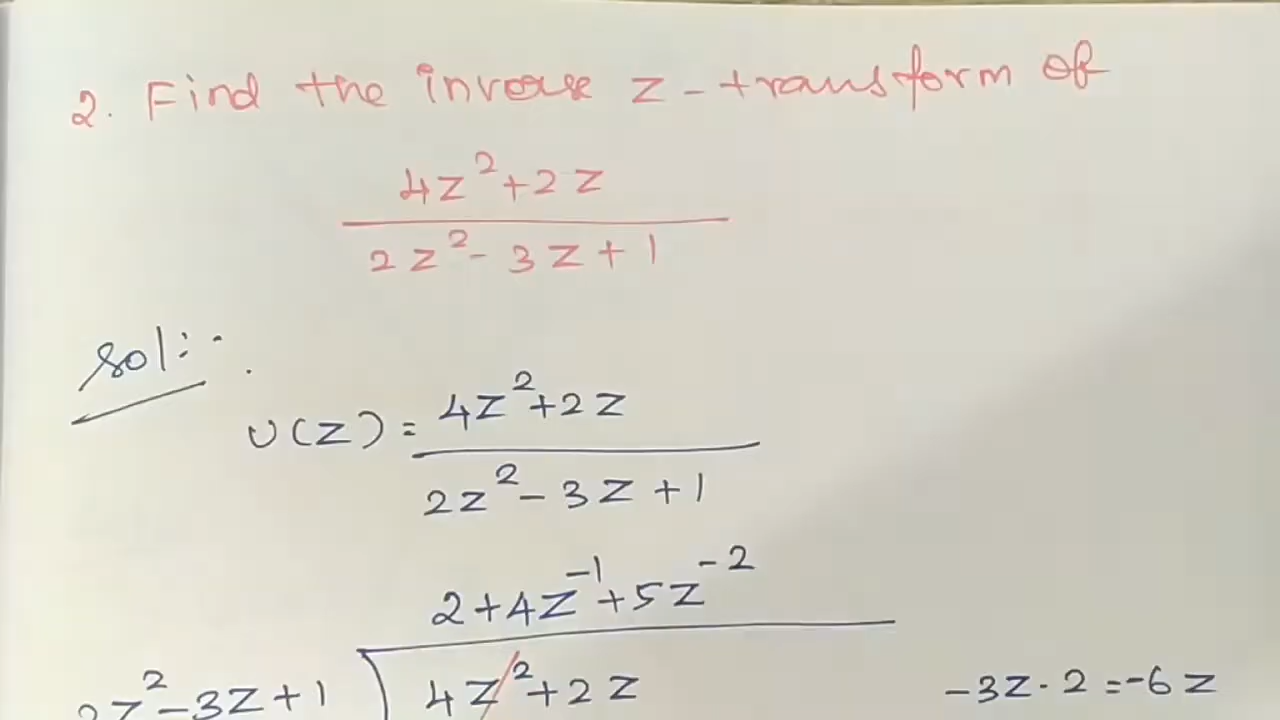 2. Find the inverse z-transform of
4z²+2z
2z²-3z+1
Sol:-
U(z)=
4z²+2z
2z²-3z+1
2+4z⁻¹+5z⁻²
2z²-3z+1
4z²+2z
-3z·2=-6z